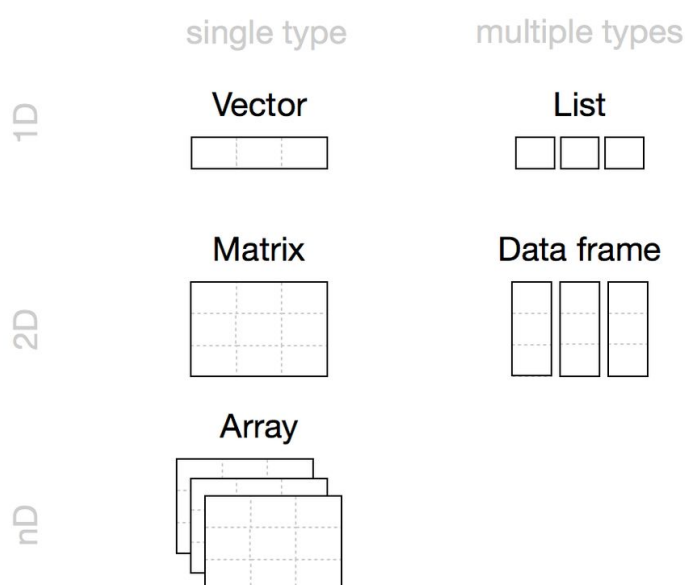 single type multiple types
1D
Vector List
2D
Matrix Data frame
nD
Array